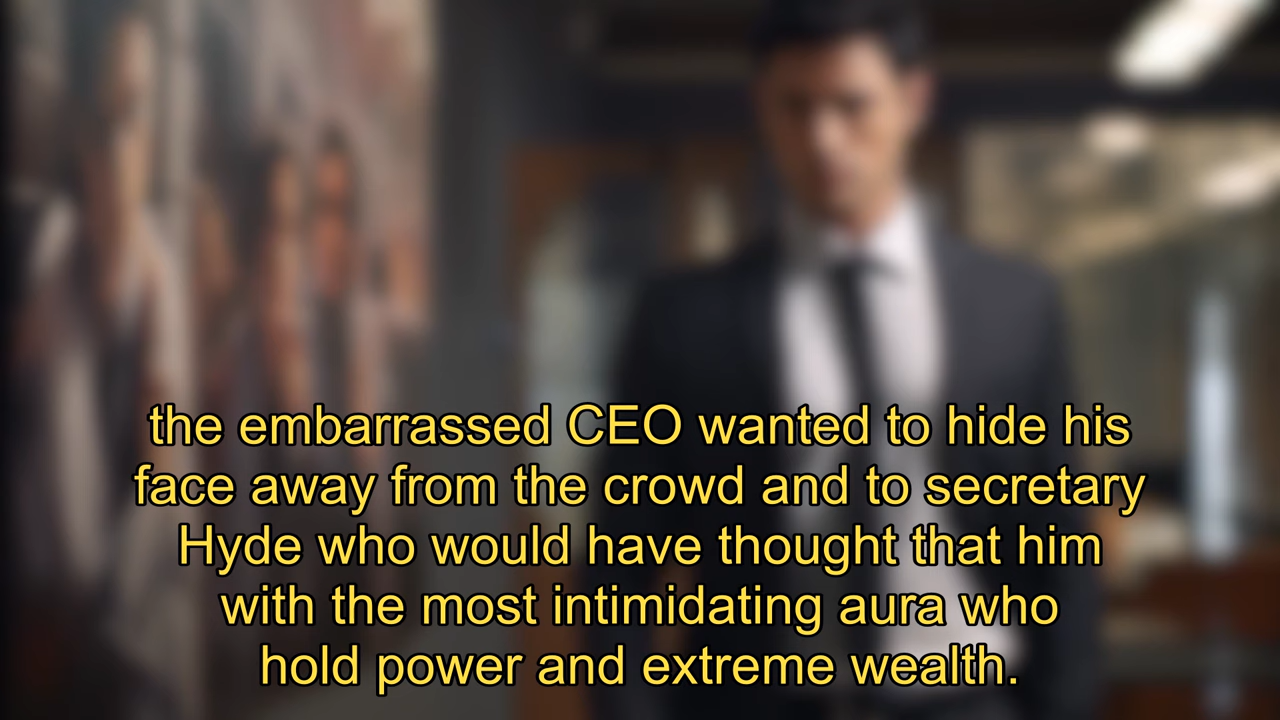 the embarrassed CEO wanted to hide his
face away from the crowd and to secretary
Hyde who would have thought that him
with the most intimidating aura who
hold power and extreme wealth.